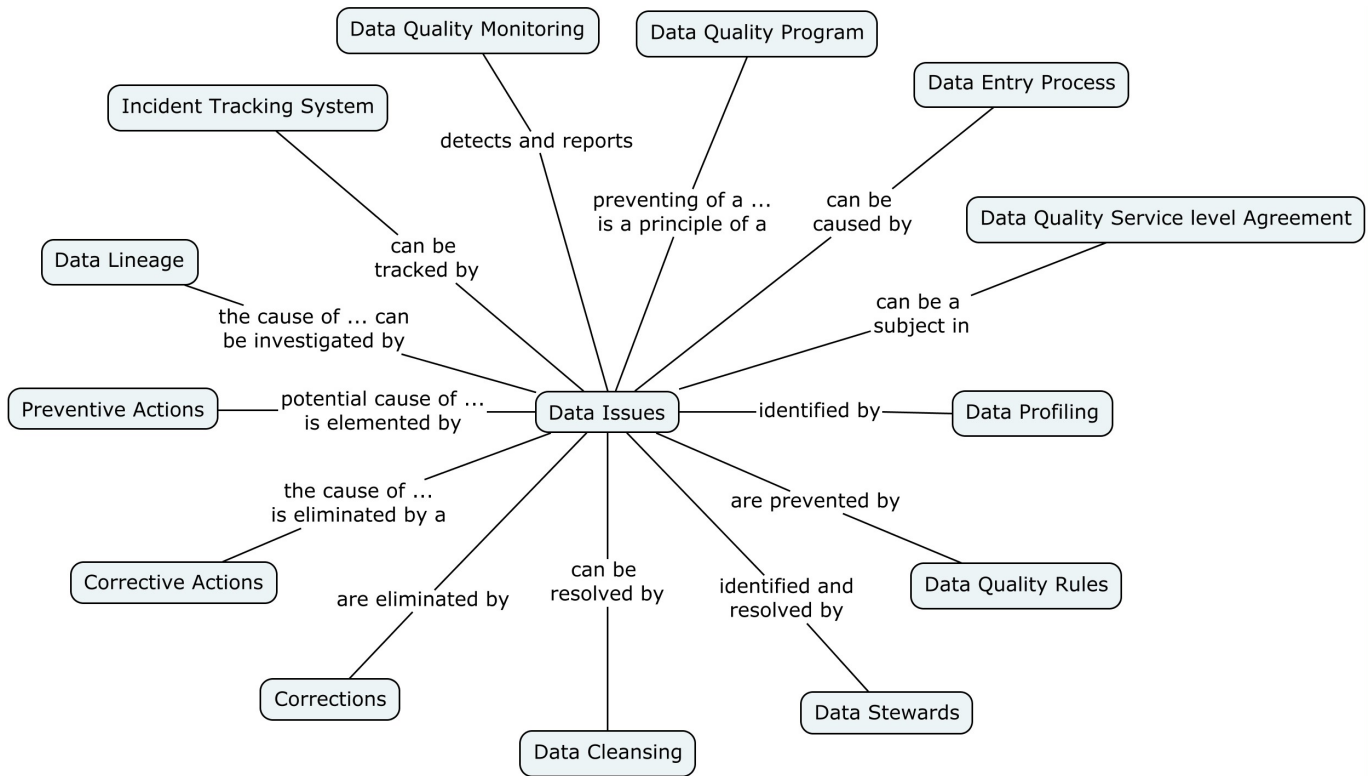 Data Quality Monitoring
Data Quality Program
Data Entry Process
Incident Tracking System
detects and reports
preventing of a ...
is a principle of a
can be
caused by
Data Quality Service level Agreement
can be
tracked by
Data Lineage
the cause of ... can
be investigated by
can be a
subject in
Preventive Actions
potential cause of ...
is elemented by
Data Issues
identified by
Data Profiling
the cause of ...
is eliminated by a
are prevented by
Corrective Actions
are eliminated by
can be
resolved by
identified and
resolved by
Data Quality Rules
Corrections
Data Stewards
Data Cleansing